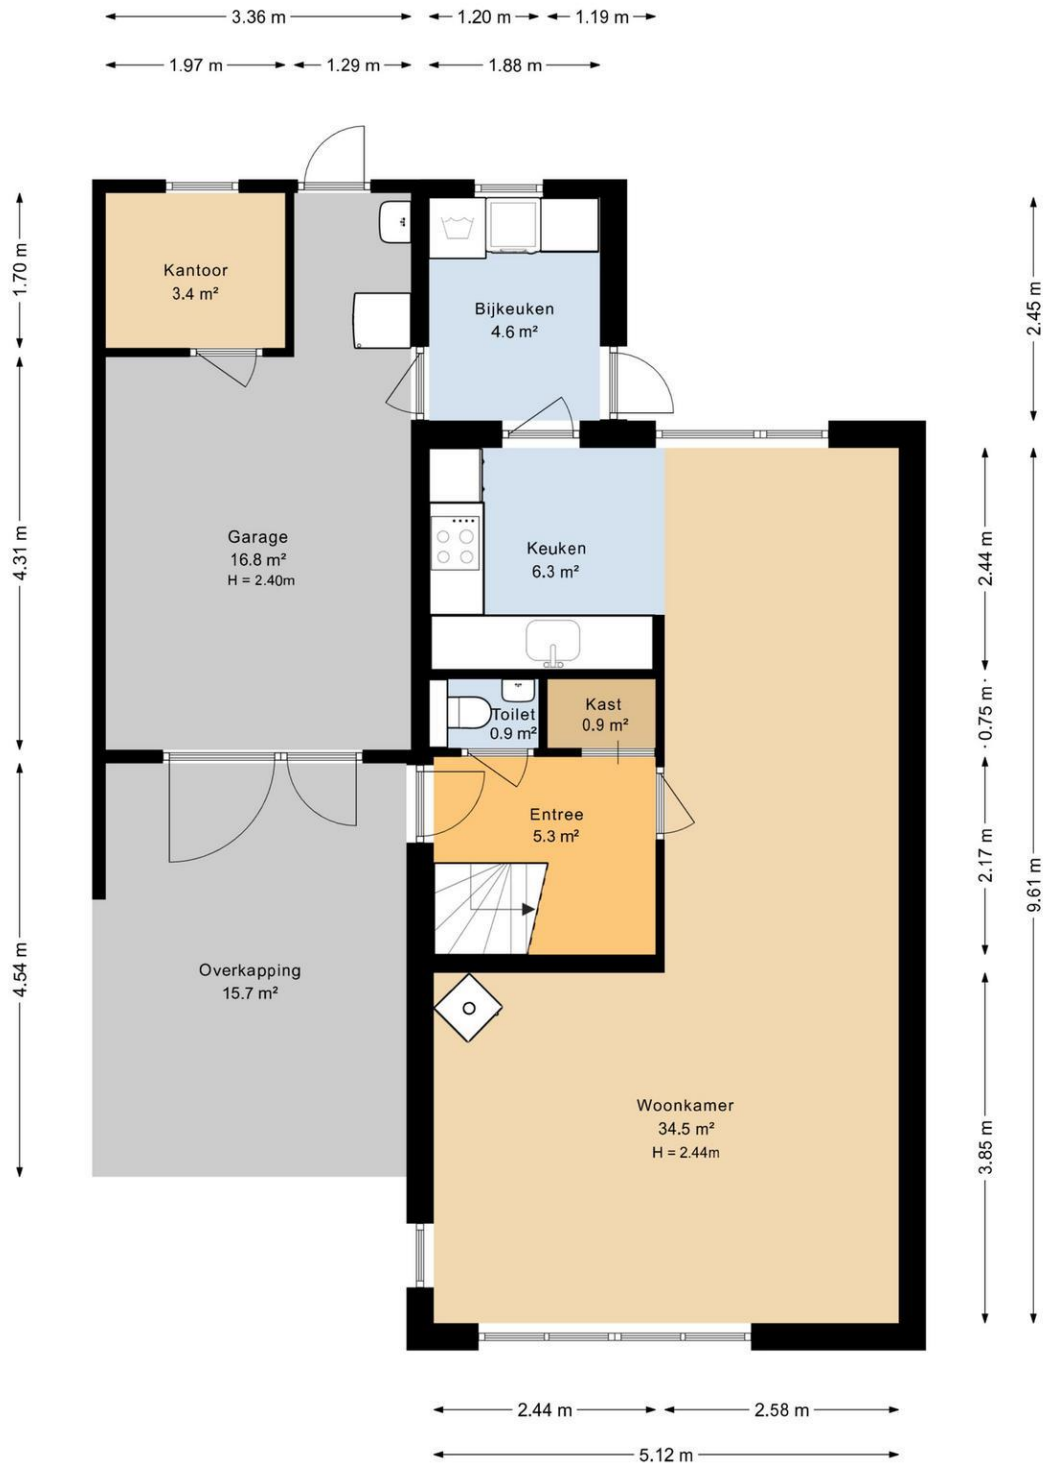 3.36 m
1.20 m
1.19 m
1.97 m
1.29 m
1.88 m
1.70 m
2.45 m
Kantoor
3.4 m²
Bijkeuken
4.6 m²
4.31 m
Garage
16.8 m²
H = 2.40m
Keuken
6.3 m²
2.44 m
0.75 m
Toilet
0.9 m²
Kast
0.9 m²
Entree
5.3 m²
2.17 m
9.61 m
4.54 m
Overkapping
15.7 m²
Woonkamer
34.5 m²
H = 2.44m
3.85 m
2.44 m
2.58 m
5.12 m